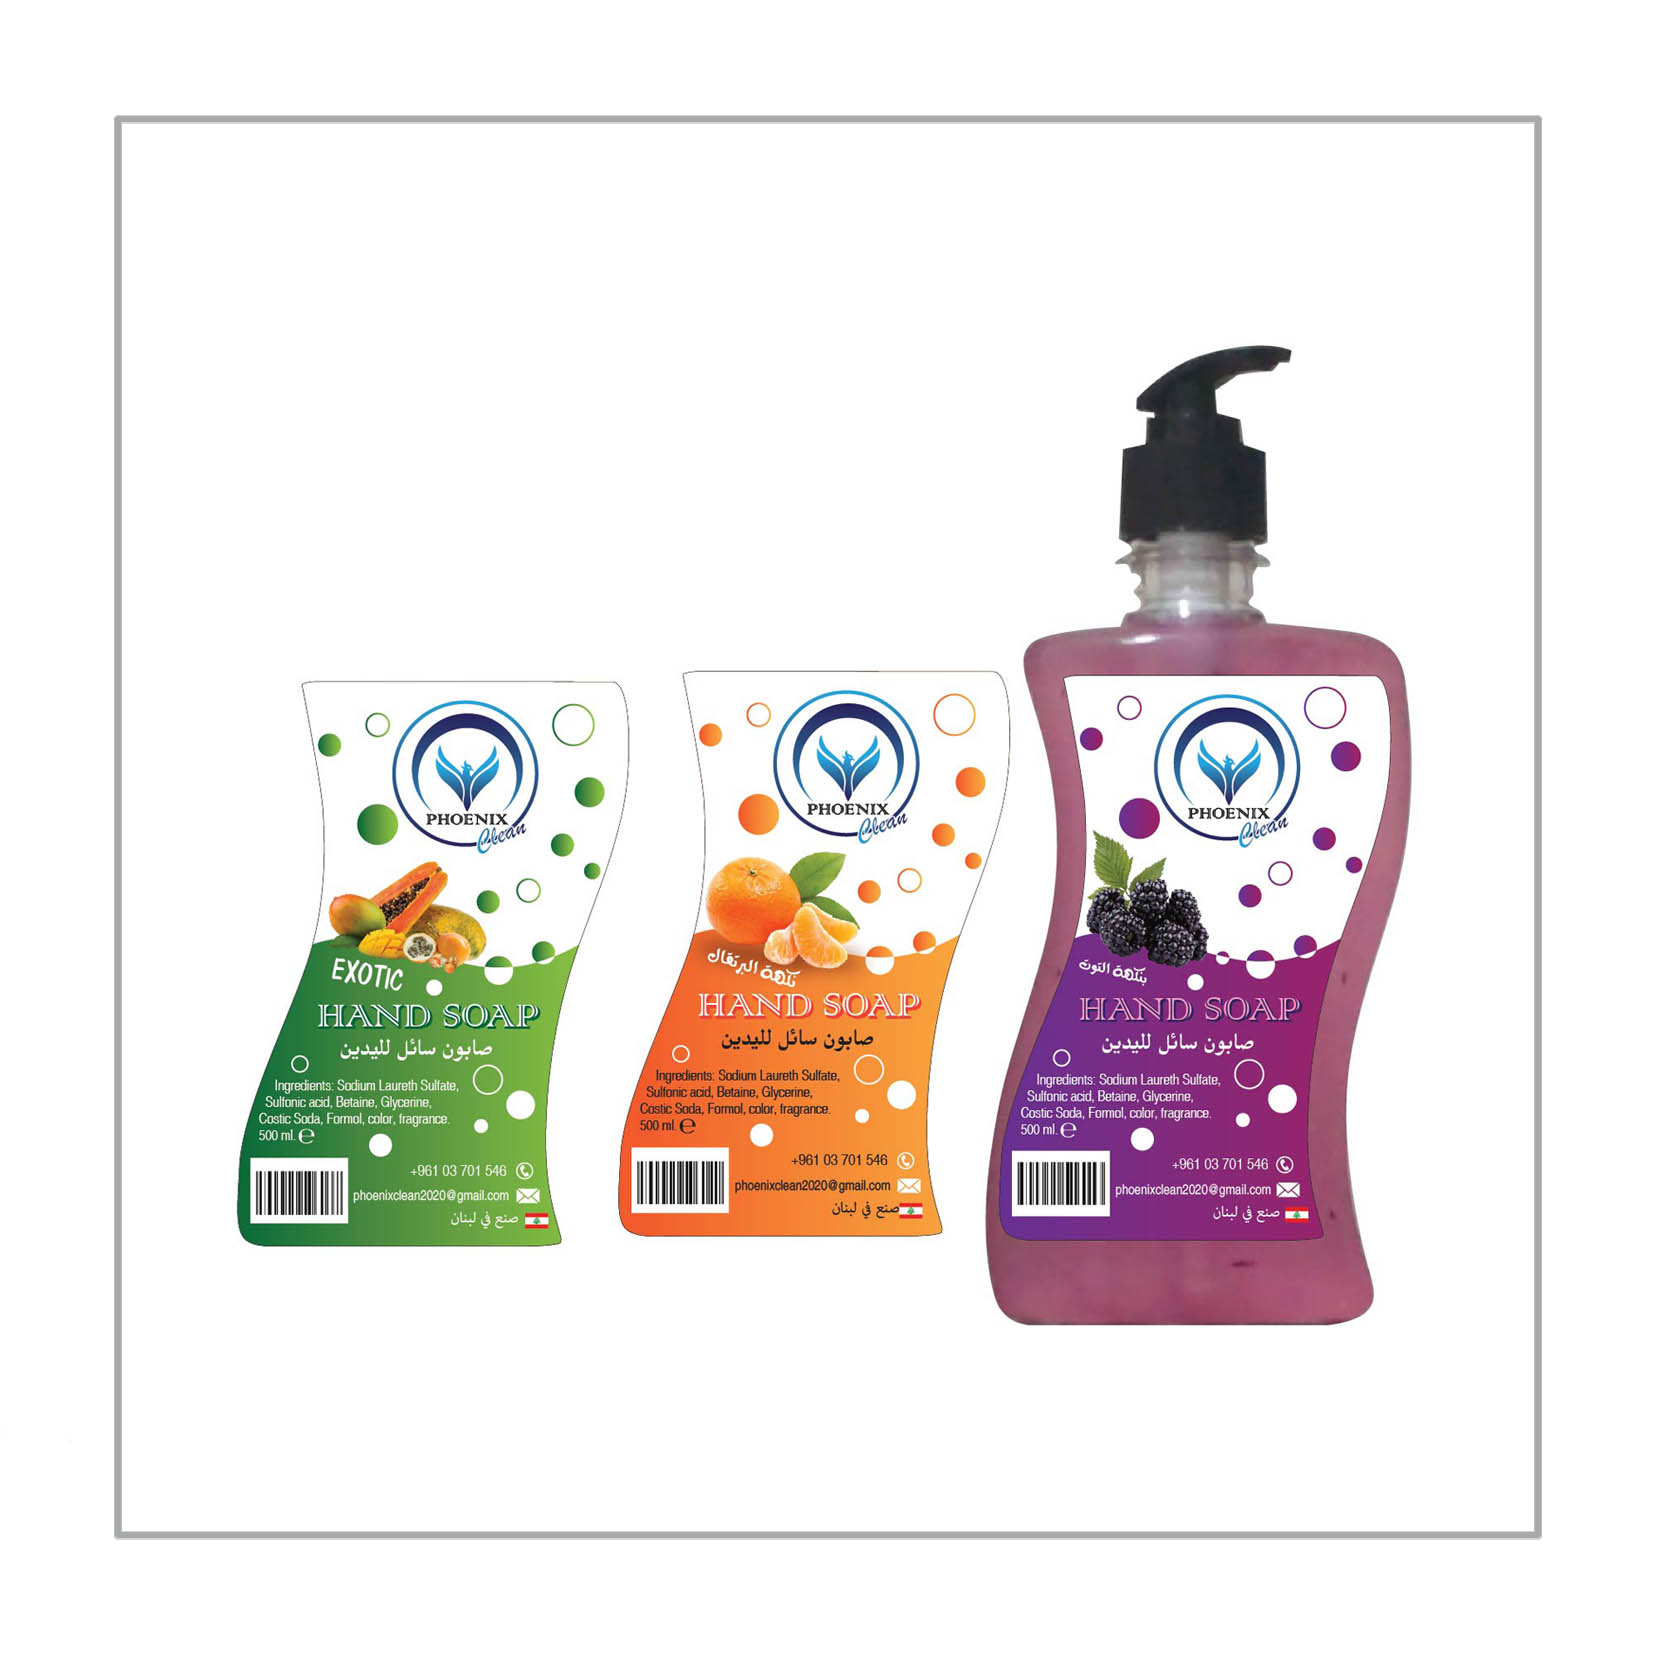 PHOENIX
Clean
EXOTIC
HAND SOAP
صابون سائل لليدين
Ingredients: Sodium Laureth Sulfate,
Sulfonic acid, Betaine, Glycerine,
Costic Soda, Formol, color, fragrance.
500 ml. ℮
+961 03 701 546
phoenixclean2020@gmail.com
صنع في لبنان
PHOENIX
Clean
نكهة البرتقال
HAND SOAP
صابون سائل لليدين
Ingredients: Sodium Laureth Sulfate,
Sulfonic acid, Betaine, Glycerine,
Costic Soda, Formol, color, fragrance.
500 ml. ℮
+961 03 701 546
phoenixclean2020@gmail.com
صنع في لبنان
PHOENIX
Clean
بنكهة التوت
HAND SOAP
صابون سائل لليدين
Ingredients: Sodium Laureth Sulfate,
Sulfonic acid, Betaine, Glycerine,
Costic Soda, Formol, color, fragrance.
500 ml. ℮
+961 03 701 546
phoenixclean2020@gmail.com
صنع في لبنان